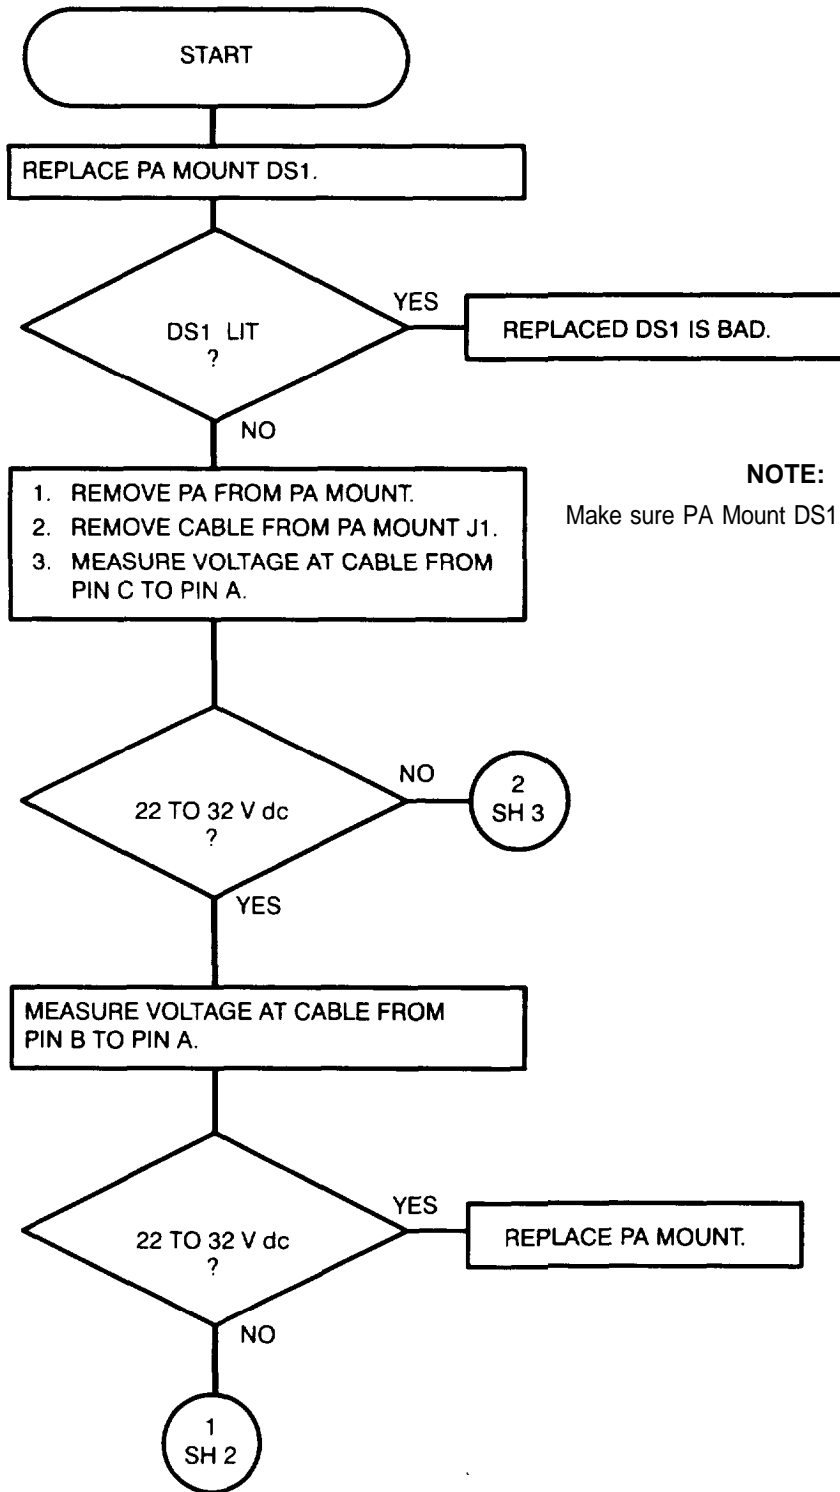 START
REPLACE PA MOUNT DS1.
DS1 LIT
?
YES
REPLACED DS1 IS BAD.
NO
1. REMOVE PA FROM PA MOUNT.
2. REMOVE CABLE FROM PA MOUNT J1.
3. MEASURE VOLTAGE AT CABLE FROM
PIN C TO PIN A.
NOTE:
Make sure PA Mount DS1
22 TO 32 V dc
?
NO
2
SH 3
YES
MEASURE VOLTAGE AT CABLE FROM
PIN B TO PIN A.
22 TO 32 V dc
?
YES
REPLACE PA MOUNT.
NO
1
SH 2